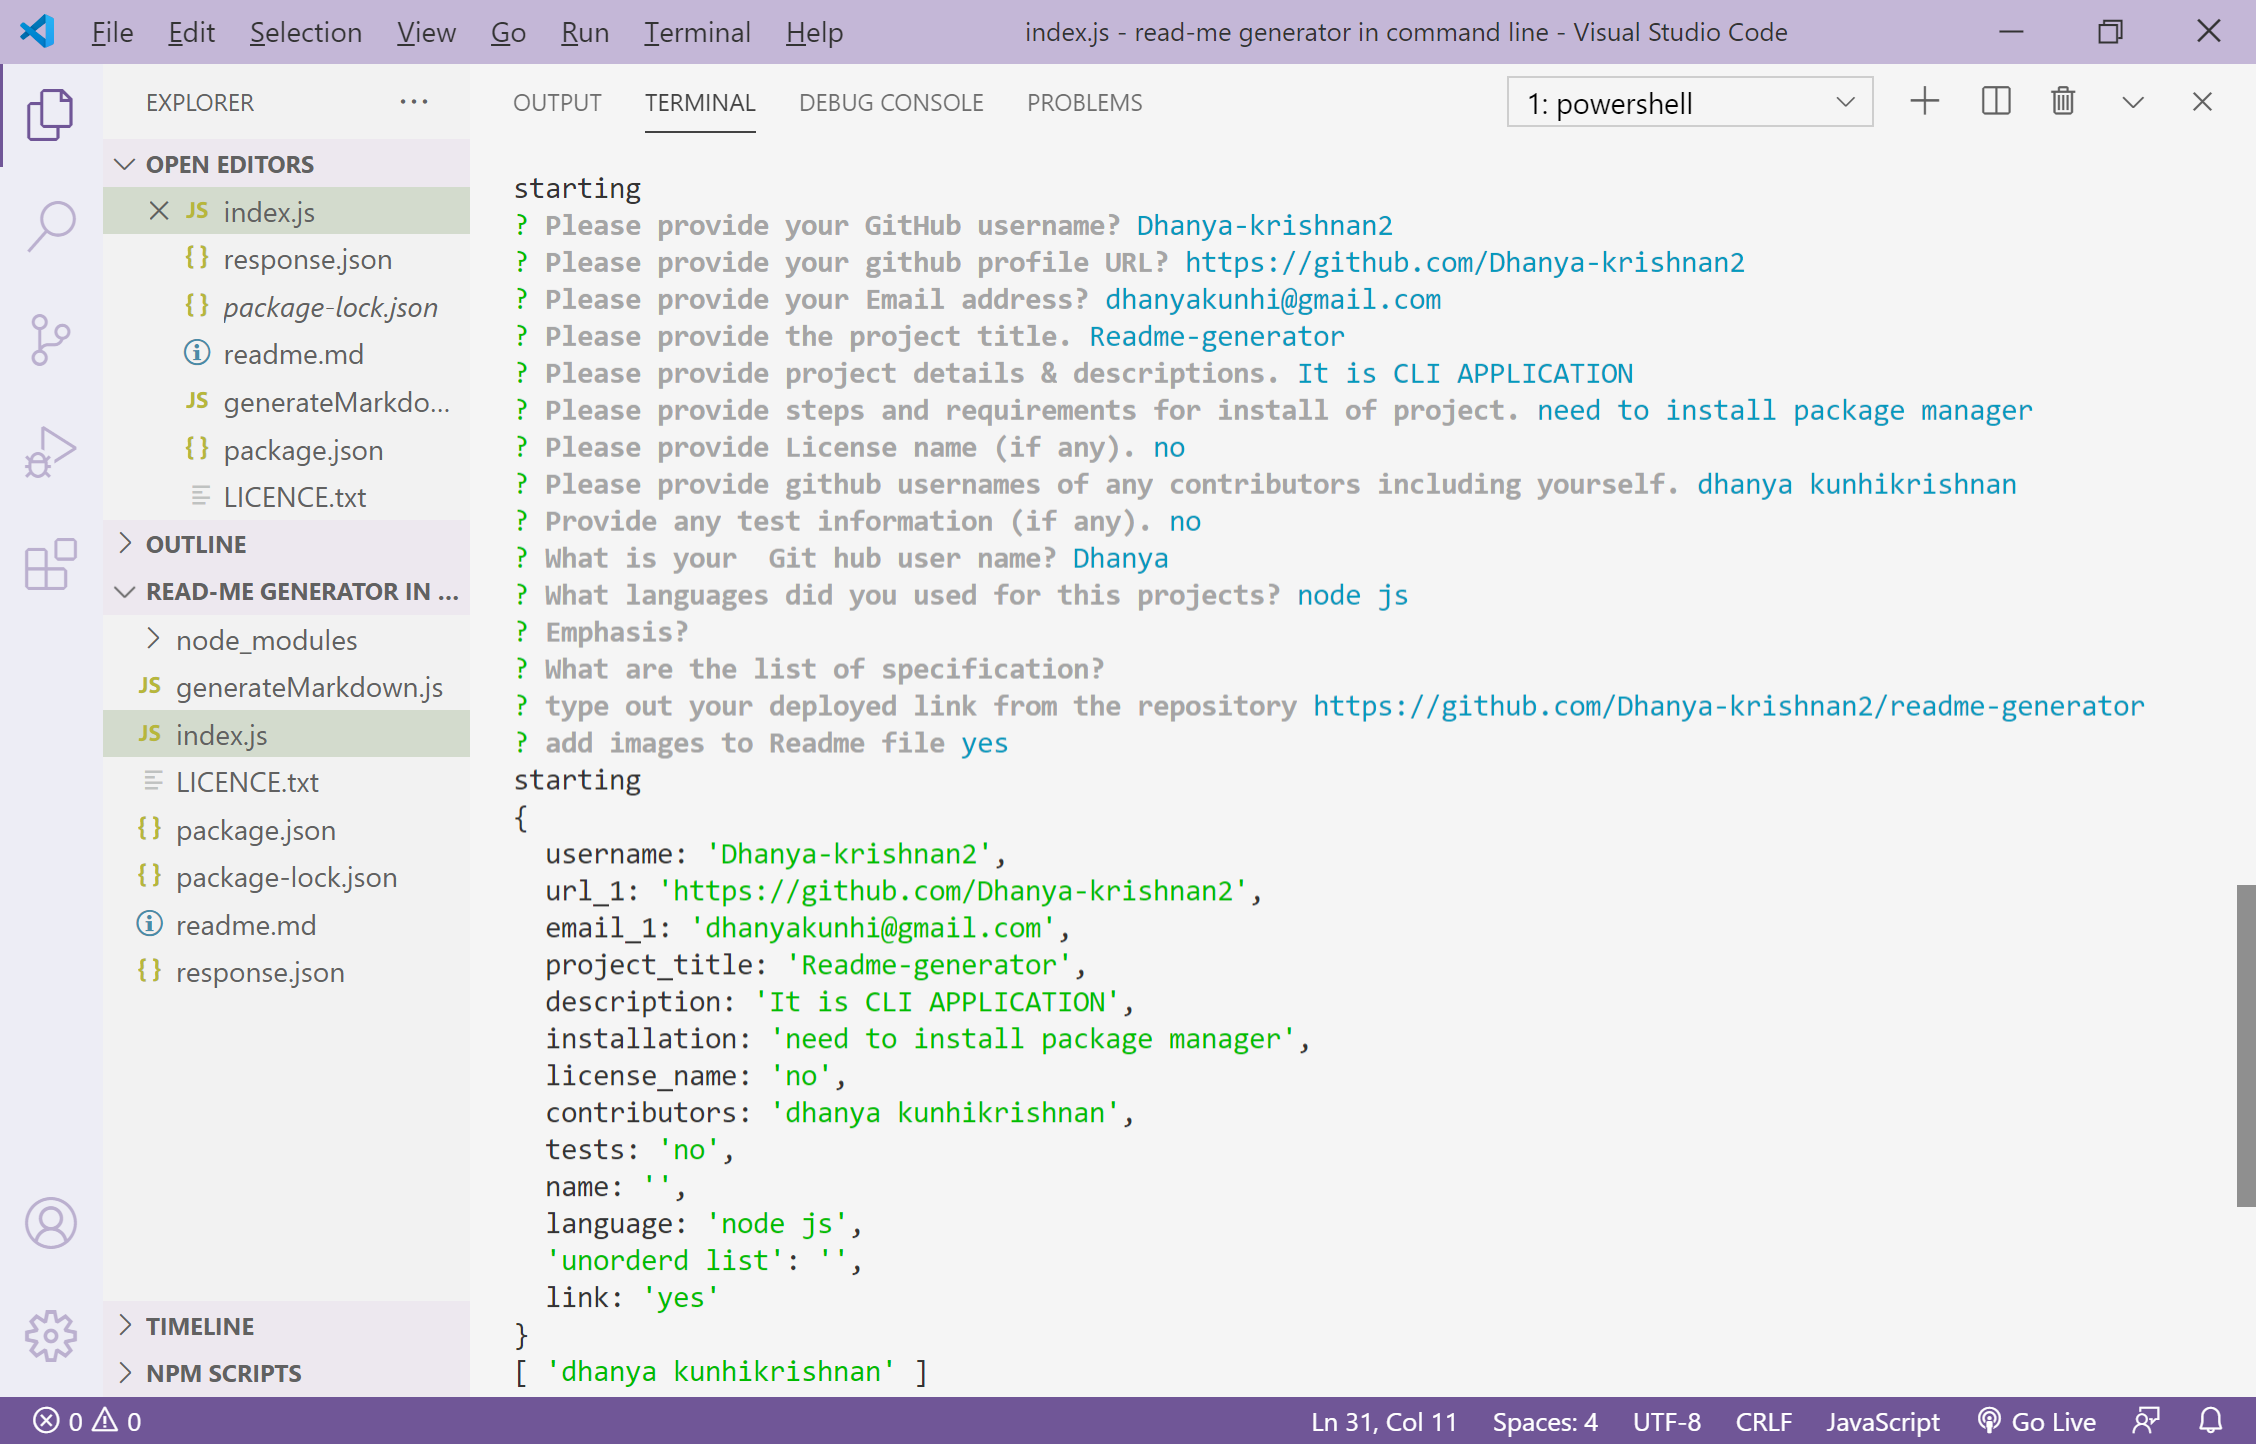 File Edit Selection View Go Run Terminal Help index.js - read-me generator in command line - Visual Studio Code
EXPLORER ···
OPEN EDITORS
JS index.js
{} response.json
{} package-lock.json
readme.md
JS generateMarkdo...
{} package.json
LICENCE.txt
OUTLINE
READ-ME GENERATOR IN ...
node_modules
JS generateMarkdown.js
JS index.js
LICENCE.txt
{} package.json
{} package-lock.json
readme.md
{} response.json
TIMELINE
NPM SCRIPTS
OUTPUT TERMINAL DEBUG CONSOLE PROBLEMS 1: powershell
starting
? Please provide your GitHub username? Dhanya-krishnan2
? Please provide your github profile URL? https://github.com/Dhanya-krishnan2
? Please provide your Email address? dhanyakunhi@gmail.com
? Please provide the project title. Readme-generator
? Please provide project details & descriptions. It is CLI APPLICATION
? Please provide steps and requirements for install of project. need to install package manager
? Please provide License name (if any). no
? Please provide github usernames of any contributors including yourself. dhanya kunhikrishnan
? Provide any test information (if any). no
? What is your  Git hub user name? Dhanya
? What languages did you used for this projects? node js
? Emphasis?
? What are the list of specification?
? type out your deployed link from the repository https://github.com/Dhanya-krishnan2/readme-generator
? add images to Readme file yes
starting
{
  username: 'Dhanya-krishnan2',
  url_1: 'https://github.com/Dhanya-krishnan2',
  email_1: 'dhanyakunhi@gmail.com',
  project_title: 'Readme-generator',
  description: 'It is CLI APPLICATION',
  installation: 'need to install package manager',
  license_name: 'no',
  contributors: 'dhanya kunhikrishnan',
  tests: 'no',
  name: '',
  language: 'node js',
  'unorderd list': '',
  link: 'yes'
}
[ 'dhanya kunhikrishnan' ]
0 0 Ln 31, Col 11 Spaces: 4 UTF-8 CRLF JavaScript Go Live